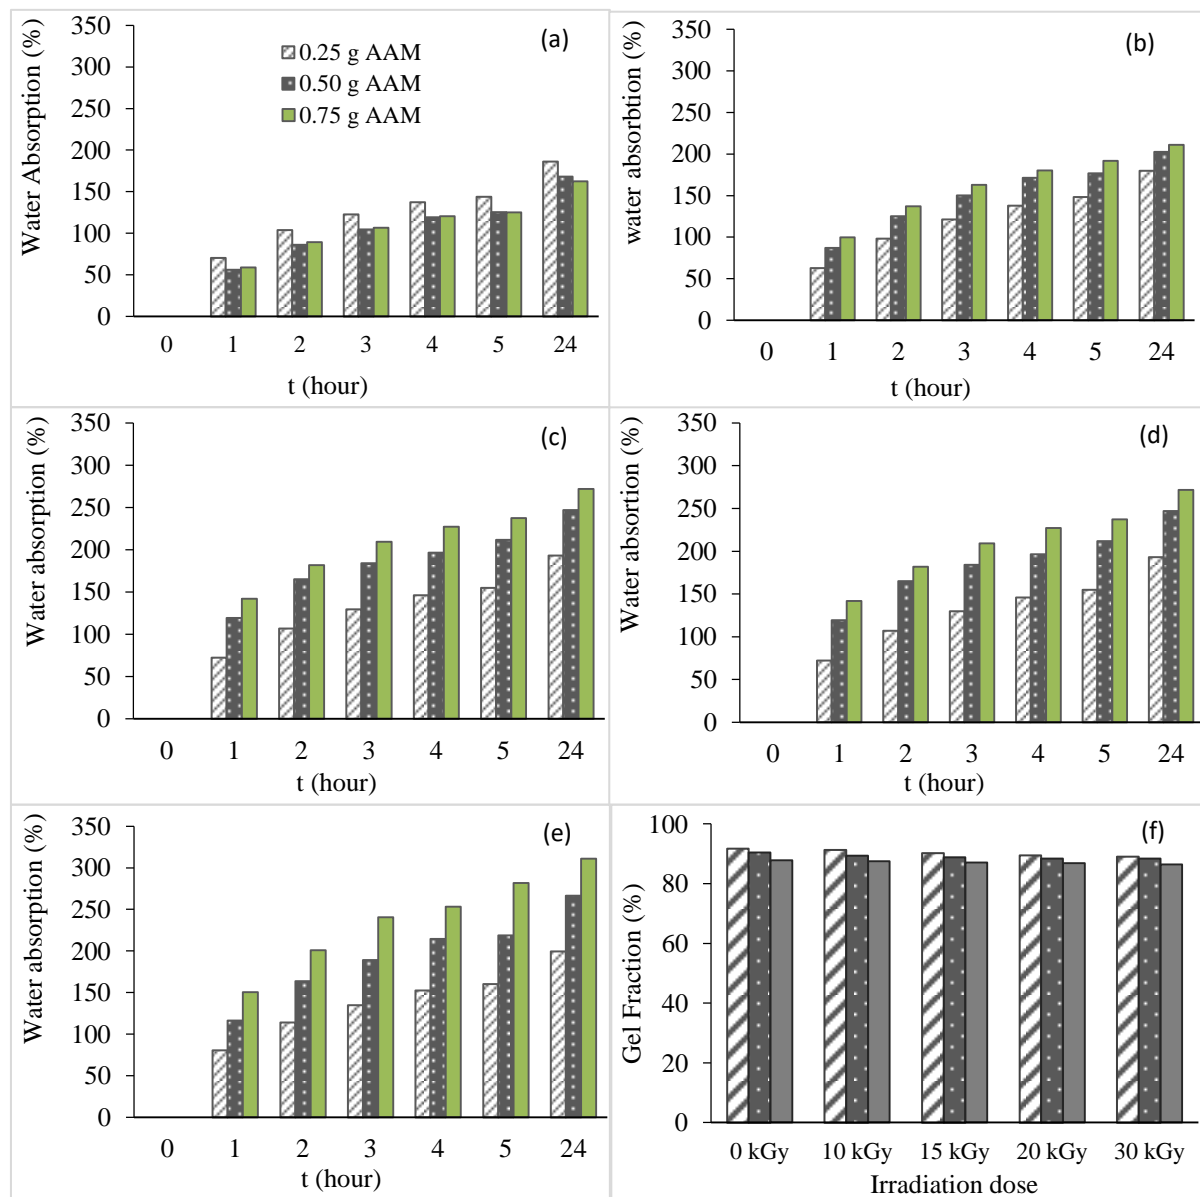 Water Absorption (%)
350
300
250
200
150
100
50
0
(a)
0.25 g AAM
0.50 g AAM
0.75 g AAM
0 1 2 3 4 5 24
t (hour)
water absorbtion (%)
350
300
250
200
150
100
50
0
(b)
0 1 2 3 4 5 24
t (hour)
Water absorption (%)
350
300
250
200
150
100
50
0
(c)
0 1 2 3 4 5 24
t (hour)
Water absortion (%)
350
300
250
200
150
100
50
0
(d)
0 1 2 3 4 5 24
t (hour)
Water absorption (%)
350
300
250
200
150
100
50
0
(e)
0 1 2 3 4 5 24
t (hour)
Gel Fraction (%)
100
80
60
40
20
0
(f)
0 kGy 10 kGy 15 kGy 20 kGy 30 kGy
Irradiation dose